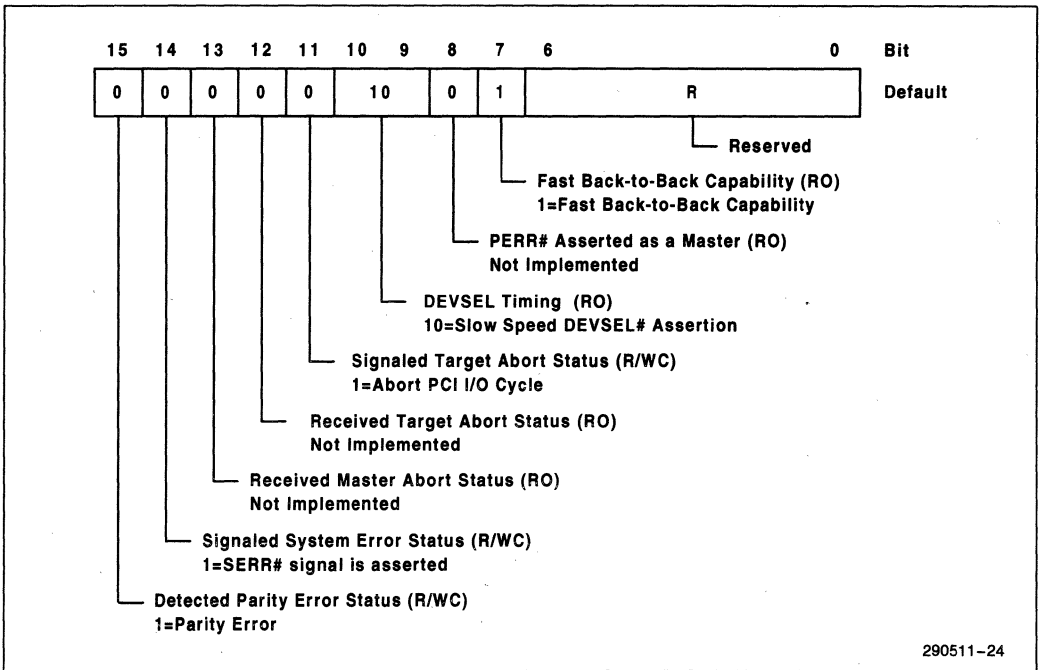 15 14 13 12 11 10 9 8 7 6 0 Bit
0 0 0 0 0 10 0 1 R Default
Reserved
Fast Back-to-Back Capability (RO)
1=Fast Back-to-Back Capability
PERR# Asserted as a Master (RO)
Not Implemented
DEVSEL Timing (RO)
10=Slow Speed DEVSEL# Assertion
Signaled Target Abort Status (R/WC)
1=Abort PCI I/O Cycle
Received Target Abort Status (RO)
Not Implemented
Received Master Abort Status (RO)
Not Implemented
Signaled System Error Status (R/WC)
1=SERR# signal is asserted
Detected Parity Error Status (R/WC)
1=Parity Error
290511-24